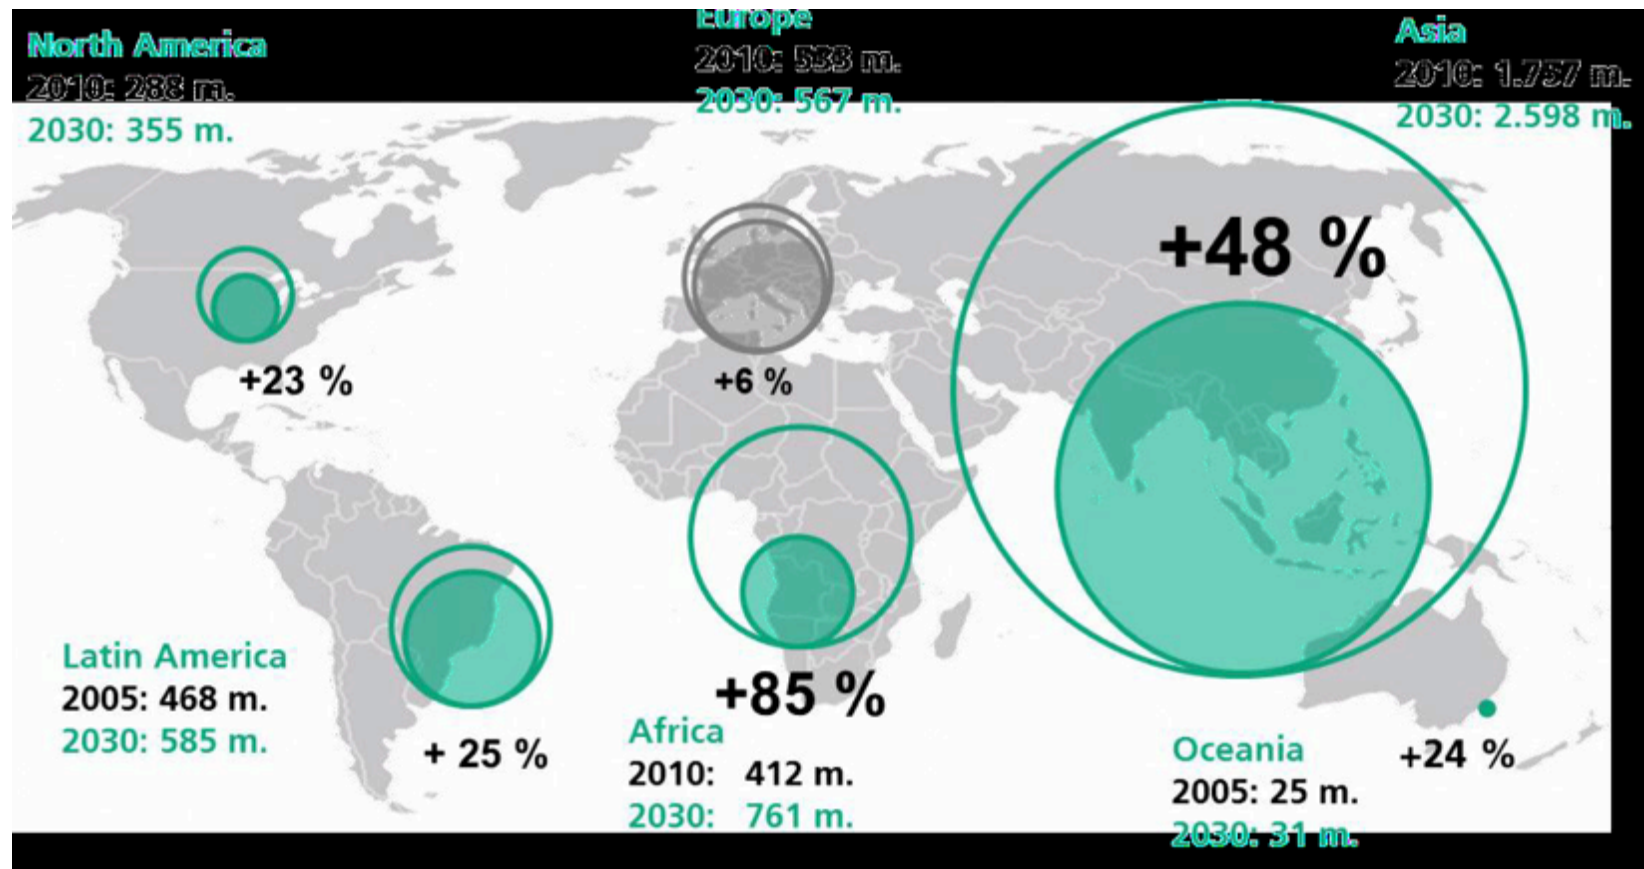 North America
2010: 288 m.
2030: 355 m.
+23 %
Europe
2010: 533 m.
2030: 567 m.
+6 %
Asia
2010: 1.757 m.
2030: 2.598 m.
+48 %
Latin America
2005: 468 m.
2030: 585 m.
+ 25 %
+85 %
Africa
2010: 412 m.
2030: 761 m.
Oceania
2005: 25 m.
2030: 31 m.
+24 %